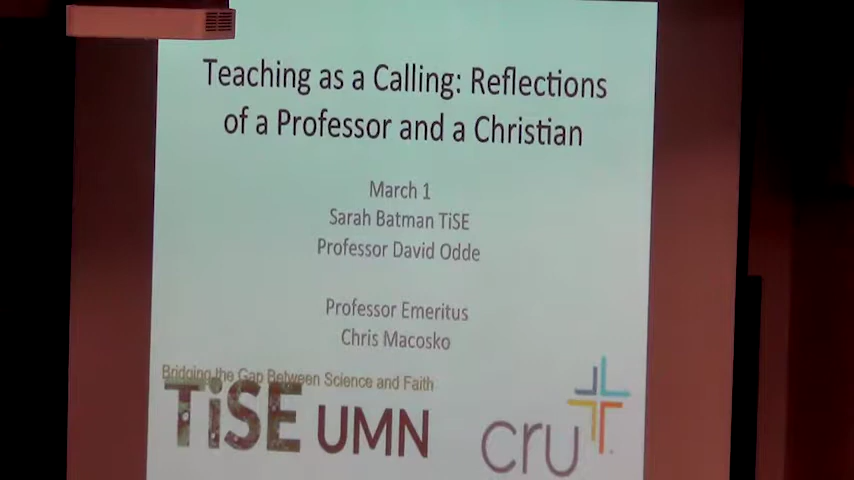 Teaching as a Calling: Reflections
of a Professor and a Christian
March 1
Sarah Batman TiSE
Professor David Odde
Professor Emeritus
Chris Macosko
Bridging the Gap Between Science and Faith
TiSE UMN
cru